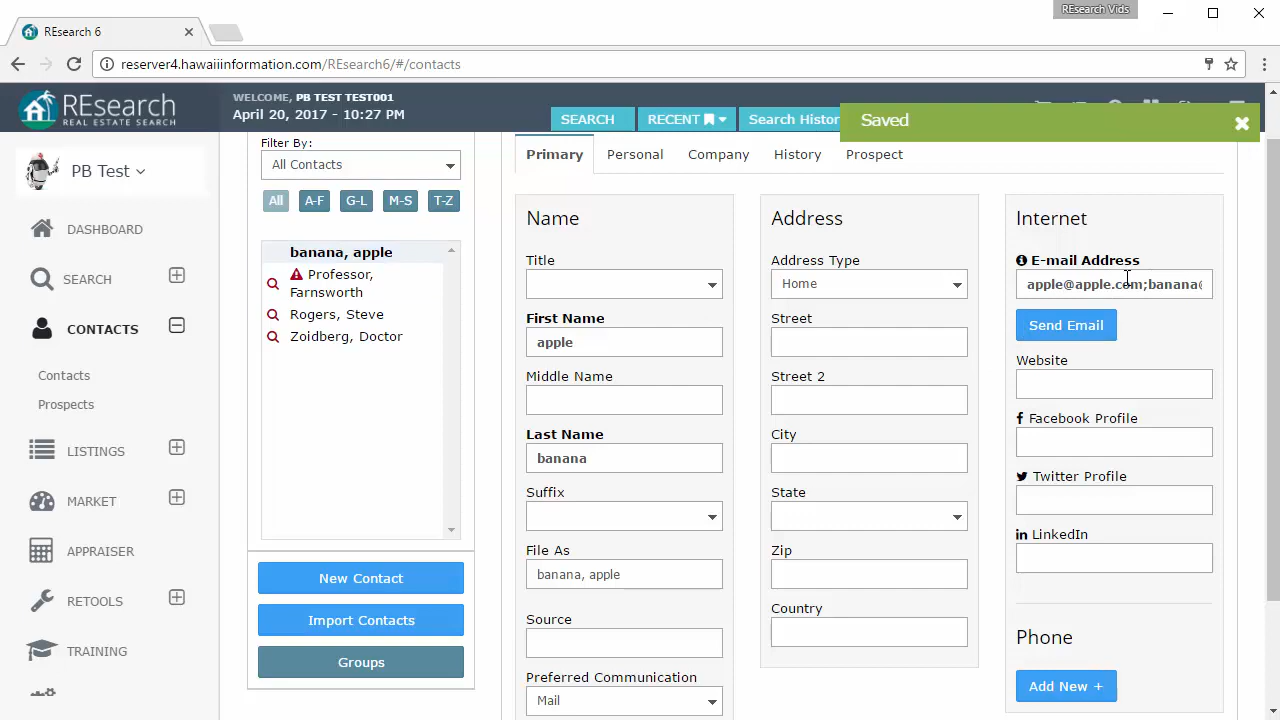 REsearch Vids
REsearch 6
reserver4.hawaiiinformation.com/REsearch6/#/contacts
REsearch
REAL ESTATE SEARCH
WELCOME, PB TEST TEST001
April 20, 2017 - 10:27 PM
SEARCH
RECENT
Search Histor
Saved
PB Test
DASHBOARD
SEARCH
CONTACTS
Contacts
Prospects
LISTINGS
MARKET
APPRAISER
RETOOLS
TRAINING
Filter By:
All Contacts
All A-F G-L M-S T-Z
banana, apple
Professor,
Farnsworth
Rogers, Steve
Zoidberg, Doctor
New Contact
Import Contacts
Groups
Primary Personal Company History Prospect
Name
Title
First Name
apple
Middle Name
Last Name
banana
Suffix
File As
banana, apple
Source
Preferred Communication
Mail
Address
Address Type
Home
Street
Street 2
City
State
Zip
Country
Internet
E-mail Address
apple@apple.com;banana@
Send Email
Website
Facebook Profile
Twitter Profile
LinkedIn
Phone
Add New +